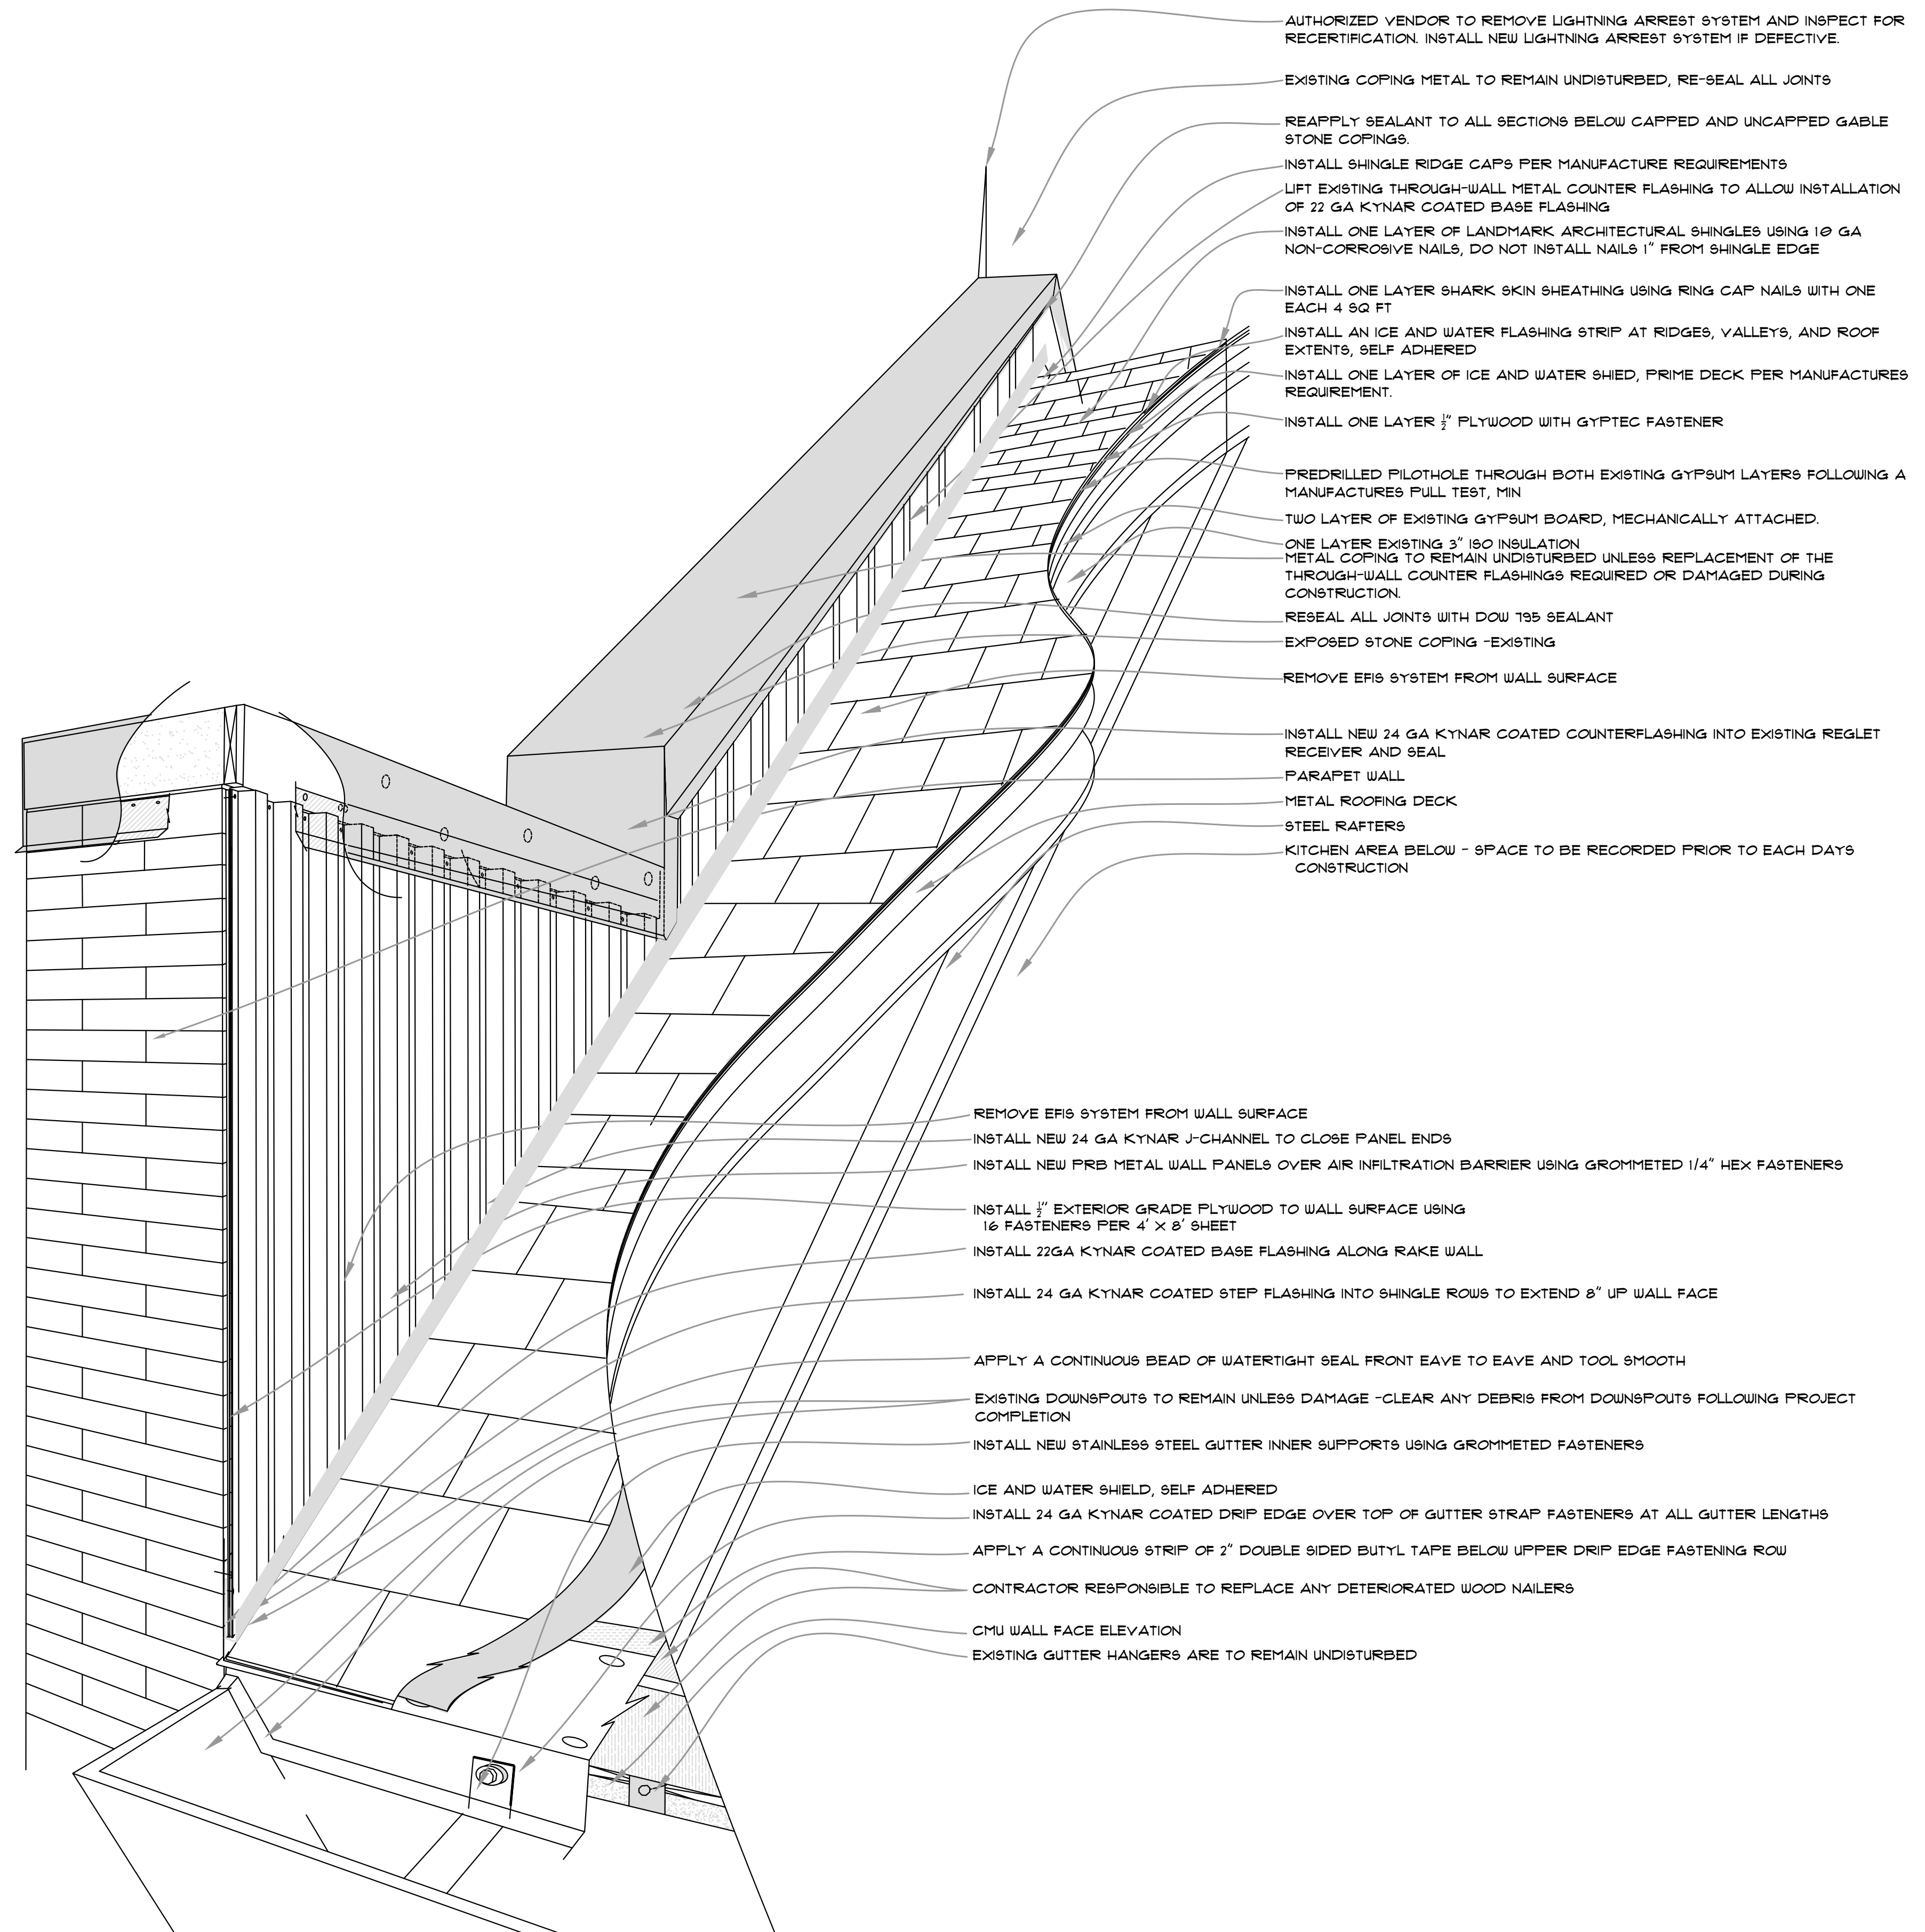 AUTHORIZED VENDOR TO REMOVE LIGHTNING ARREST SYSTEM AND INSPECT FOR
RECERTIFICATION. INSTALL NEW LIGHTNING ARREST SYSTEM IF DEFECTIVE.
EXISTING COPING METAL TO REMAIN UNDISTURBED, RE-SEAL ALL JOINTS
REAPPLY SEALANT TO ALL SECTIONS BELOW CAPPED AND UNCAPPED GABLE
STONE COPINGS.
INSTALL SHINGLE RIDGE CAPS PER MANUFACTURE REQUIREMENTS
LIFT EXISTING THROUGH-WALL METAL COUNTER FLASHING TO ALLOW INSTALLATION
OF 22 GA KYNAR COATED BASE FLASHING
INSTALL ONE LAYER OF LANDMARK ARCHITECTURAL SHINGLES USING 10 GA
NON-CORROSIVE NAILS, DO NOT INSTALL NAILS 1" FROM SHINGLE EDGE
INSTALL ONE LAYER SHARK SKIN SHEATHING USING RING CAP NAILS WITH ONE
EACH 4 SQ FT
INSTALL AN ICE AND WATER FLASHING STRIP AT RIDGES, VALLEYS, AND ROOF
EXTENTS, SELF ADHERED
INSTALL ONE LAYER OF ICE AND WATER SHIED, PRIME DECK PER MANUFACTURES
REQUIREMENT.
INSTALL ONE LAYER ½" PLYWOOD WITH GYPTEC FASTENER
PREDRILLED PILOTHOLE THROUGH BOTH EXISTING GYPSUM LAYERS FOLLOWING A
MANUFACTURES PULL TEST, MIN
TWO LAYER OF EXISTING GYPSUM BOARD, MECHANICALLY ATTACHED.
ONE LAYER EXISTING 3" ISO INSULATION
METAL COPING TO REMAIN UNDISTURBED UNLESS REPLACEMENT OF THE
THROUGH-WALL COUNTER FLASHINGS REQUIRED OR DAMAGED DURING
CONSTRUCTION.
RESEAL ALL JOINTS WITH DOW 795 SEALANT
EXPOSED STONE COPING -EXISTING
REMOVE EFIS SYSTEM FROM WALL SURFACE
INSTALL NEW 24 GA KYNAR COATED COUNTERFLASHING INTO EXISTING REGLET
RECEIVER AND SEAL
PARAPET WALL
METAL ROOFING DECK
STEEL RAFTERS
KITCHEN AREA BELOW - SPACE TO BE RECORDED PRIOR TO EACH DAYS
CONSTRUCTION
REMOVE EFIS SYSTEM FROM WALL SURFACE
INSTALL NEW 24 GA KYNAR J-CHANNEL TO CLOSE PANEL ENDS
INSTALL NEW PRB METAL WALL PANELS OVER AIR INFILTRATION BARRIER USING GROMMETED 1/4" HEX FASTENERS
INSTALL ½" EXTERIOR GRADE PLYWOOD TO WALL SURFACE USING
16 FASTENERS PER 4' X 8' SHEET
INSTALL 22GA KYNAR COATED BASE FLASHING ALONG RAKE WALL
INSTALL 24 GA KYNAR COATED STEP FLASHING INTO SHINGLE ROWS TO EXTEND 8" UP WALL FACE
APPLY A CONTINUOUS BEAD OF WATERTIGHT SEAL FRONT EAVE TO EAVE AND TOOL SMOOTH
EXISTING DOWNSPOUTS TO REMAIN UNLESS DAMAGE -CLEAR ANY DEBRIS FROM DOWNSPOUTS FOLLOWING PROJECT
COMPLETION
INSTALL NEW STAINLESS STEEL GUTTER INNER SUPPORTS USING GROMMETED FASTENERS
ICE AND WATER SHIELD, SELF ADHERED
INSTALL 24 GA KYNAR COATED DRIP EDGE OVER TOP OF GUTTER STRAP FASTENERS AT ALL GUTTER LENGTHS
APPLY A CONTINUOUS STRIP OF 2" DOUBLE SIDED BUTYL TAPE BELOW UPPER DRIP EDGE FASTENING ROW
CONTRACTOR RESPONSIBLE TO REPLACE ANY DETERIORATED WOOD NAILERS
CMU WALL FACE ELEVATION
EXISTING GUTTER HANGERS ARE TO REMAIN UNDISTURBED